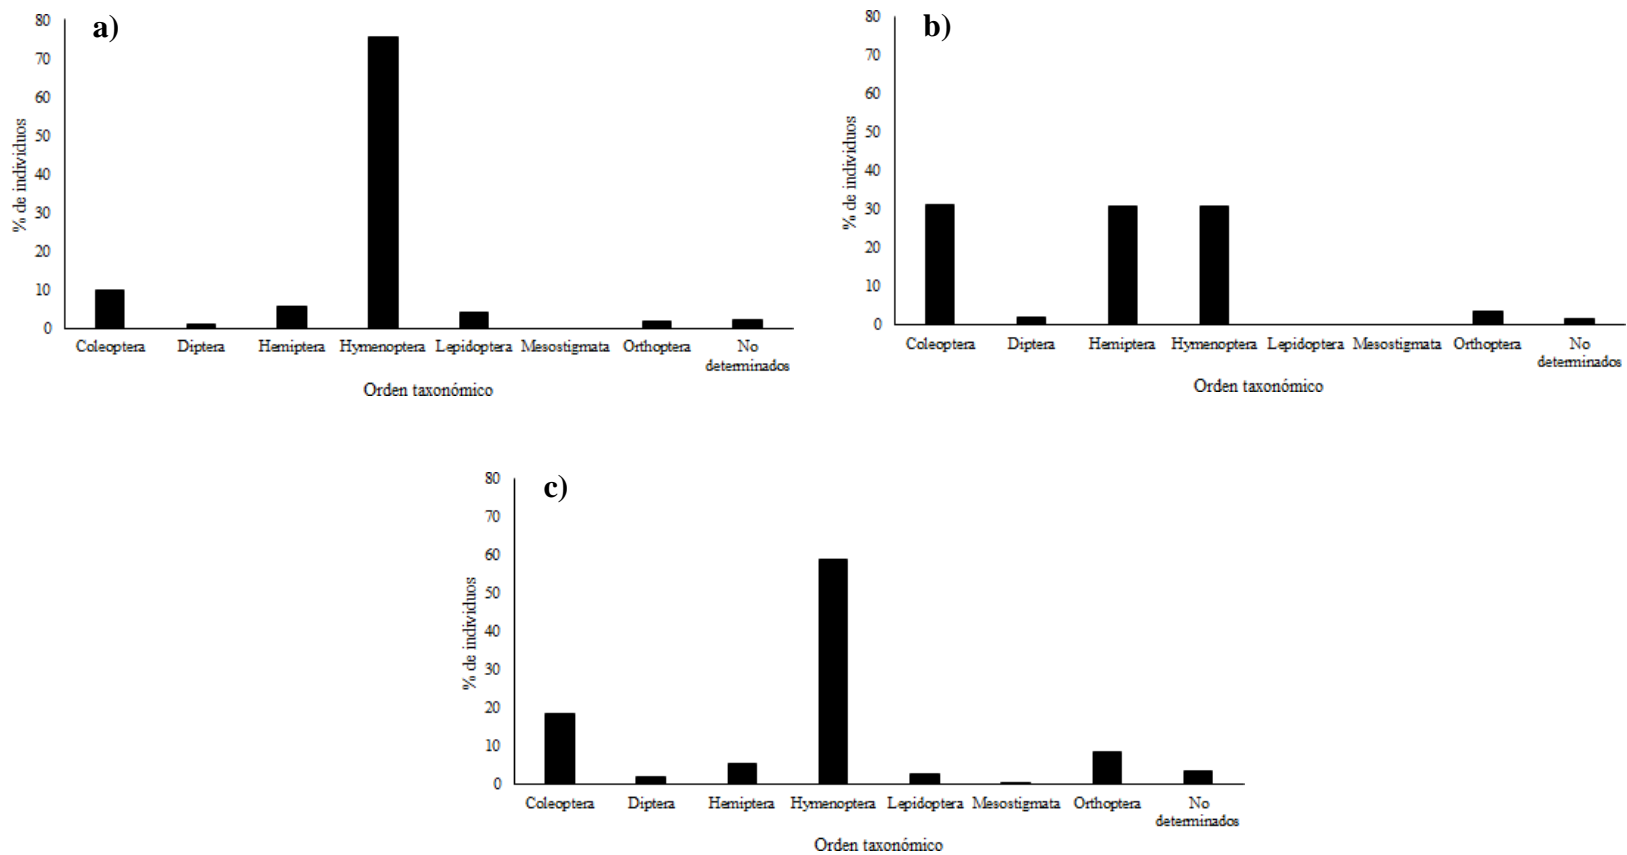 a)
80
70
60
50
40
30
20
10
0
% de individuos
Coleoptera Diptera Hemiptera Hymenoptera Lepidoptera Mesostigmata Orthoptera No
determinados
Orden taxonómico
b)
80
70
60
50
40
30
20
10
0
% de individuos
Coleoptera Diptera Hemiptera Hymenoptera Lepidoptera Mesostigmata Orthoptera No
determinados
Orden taxonómico
c)
80
70
60
50
40
30
20
10
0
% de individuos
Coleoptera Diptera Hemiptera Hymenoptera Lepidoptera Mesostigmata Orthoptera No
determinados
Orden taxonómico